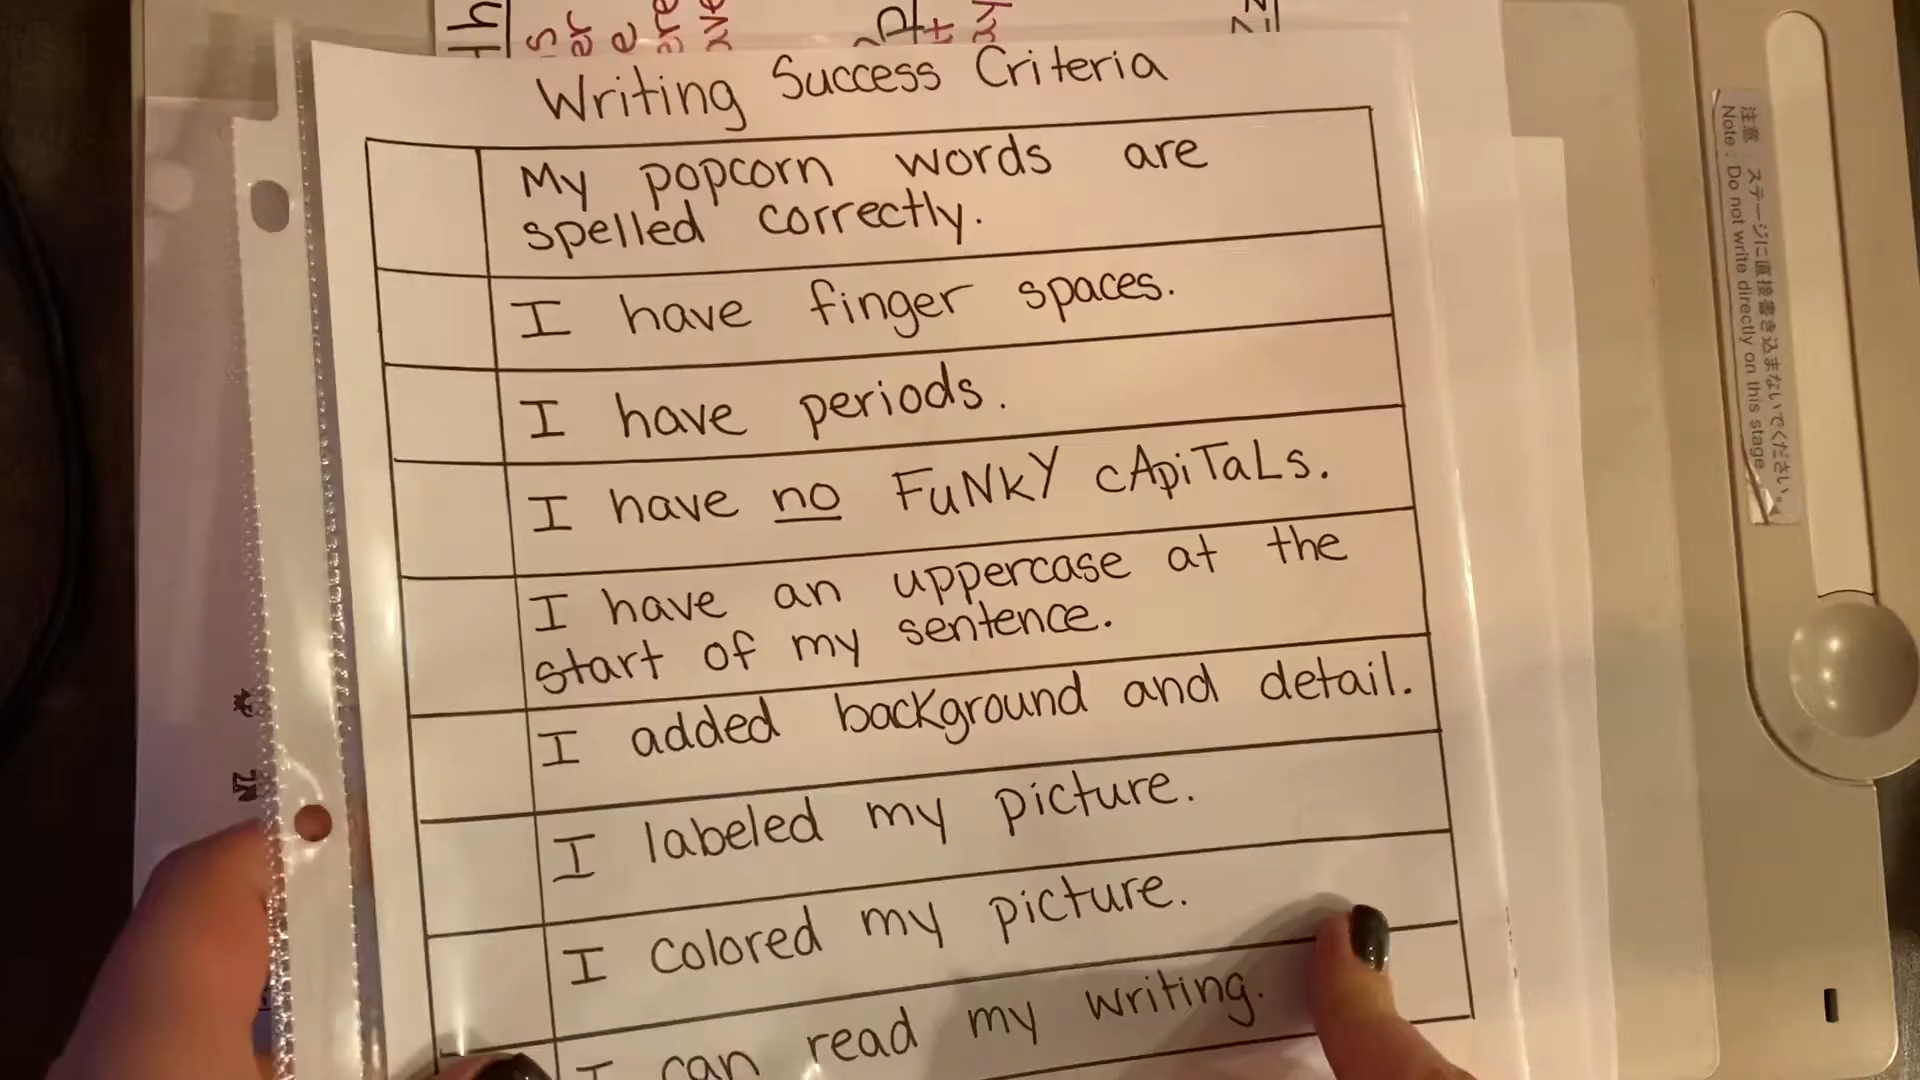 Writing Success Criteria
My popcorn words are
spelled correctly.
I have finger spaces.
I have periods.
I have no FuNkY cApiTaLs.
I have an uppercase at the
start of my sentence.
I added background and detail.
I labeled my picture.
I colored my picture.
I can read my writing.
注意 ステージに直接書き込まないでください。
Note : Do not write directly on this stage